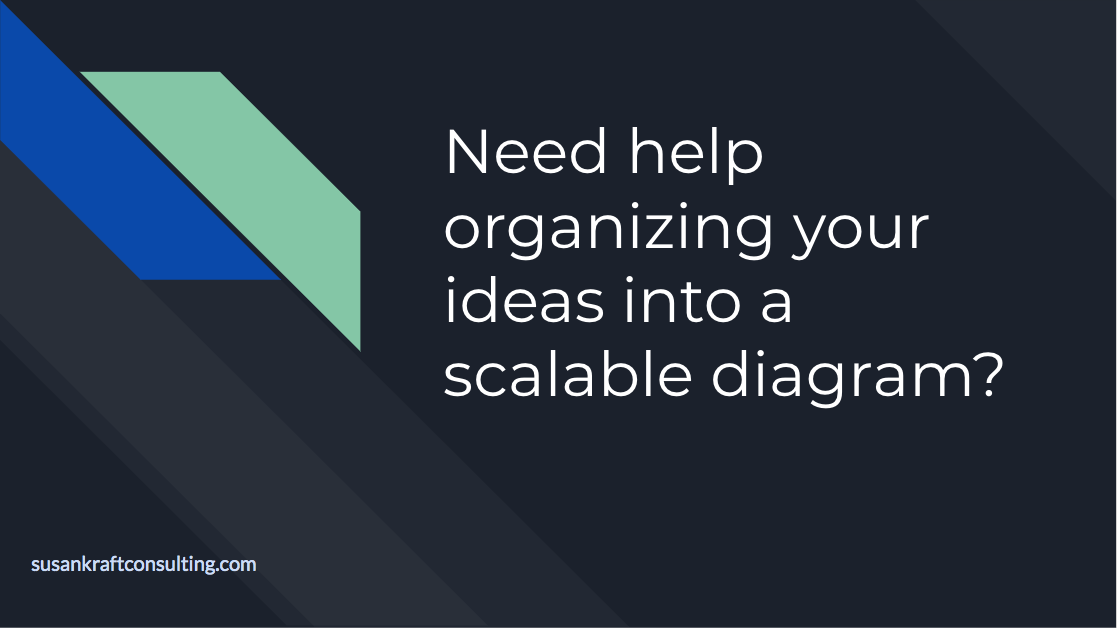 Need help
organizing your
ideas into a
scalable diagram?
susankraftconsulting.com